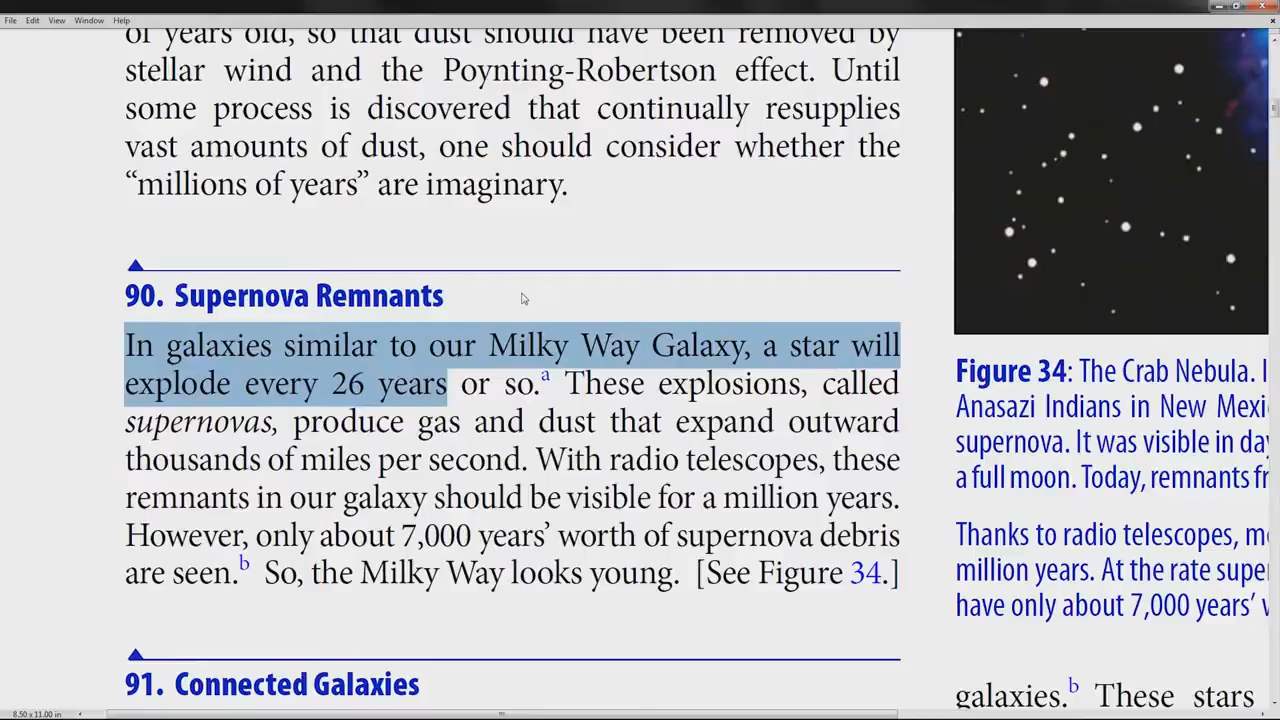 File Edit View Window Help
of years old, so that dust should have been removed by
stellar wind and the Poynting-Robertson effect. Until
some process is discovered that continually resupplies
vast amounts of dust, one should consider whether the
“millions of years” are imaginary.
90. Supernova Remnants
In galaxies similar to our Milky Way Galaxy, a star will
explode every 26 years or so.a These explosions, called
supernovas, produce gas and dust that expand outward
thousands of miles per second. With radio telescopes, these
remnants in our galaxy should be visible for a million years.
However, only about 7,000 years’ worth of supernova debris
are seen.b So, the Milky Way looks young. [See Figure 34.]
91. Connected Galaxies
Figure 34: The Crab Nebula.
Anasazi Indians in New
supernova. It was visible in
a full moon. Today, remnants
Thanks to radio telescopes,
million years. At the rate
have only about 7,000 years’
galaxies.b These stars
8.50 x 11.00 in